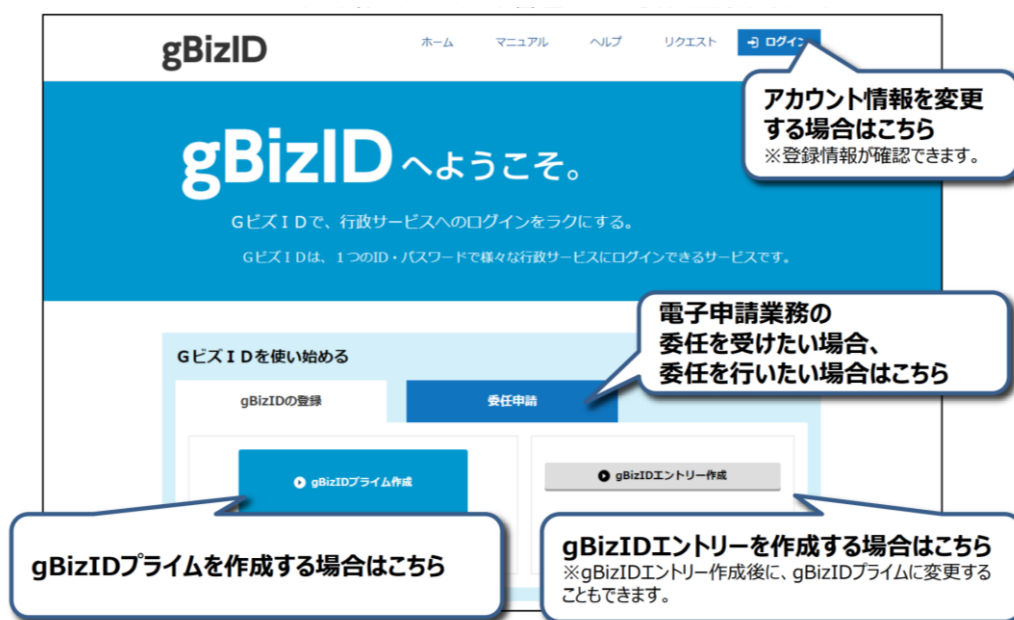 gBizID
ホーム
マニュアル
ヘルプ
リクエスト
ログイン
アカウント情報を変更
する場合はこちら
※登録情報が確認できます。
gBizIDへようこそ。
GビズIDで、行政サービスへのログインをラクにする。
GビズIDは、1つのID・パスワードで様々な行政サービスにログインできるサービスです。
電子申請業務の
委任を受けたい場合、
委任を行いたい場合はこちら
GビズIDを使い始める
gBizIDの登録
委任申請
gBizIDプライム作成
gBizIDエントリー作成
gBizIDプライムを作成する場合はこちら
gBizIDエントリーを作成する場合はこちら
※gBizIDエントリー作成後に、gBizIDプライムに変更する
こともできます。